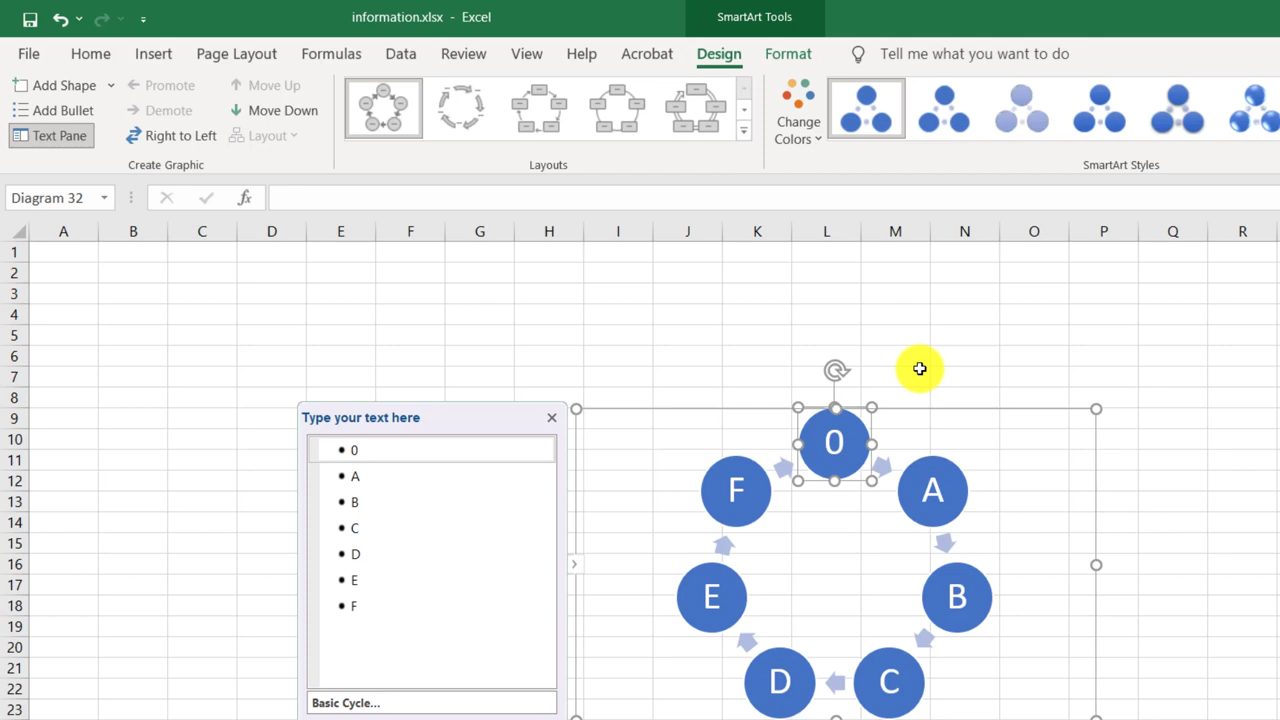 information.xlsx - Excel
SmartArt Tools
File Home Insert Page Layout Formulas Data Review View Help Acrobat Design Format Tell me what you want to do
Add Shape Promote Move Up
Add Bullet Demote Move Down
Text Pane Right to Left Layout
Create Graphic
Layouts
Change
Colors
SmartArt Styles
Diagram 32
fx
A B C D E F G H I J K L M N O P Q R
1
2
3
4
5
6
7
8
9
10
11
12
13
14
15
16
17
18
19
20
21
22
23
Type your text here
• 0
• A
• B
• C
• D
• E
• F
Basic Cycle...
0
A
B
C
D
E
F